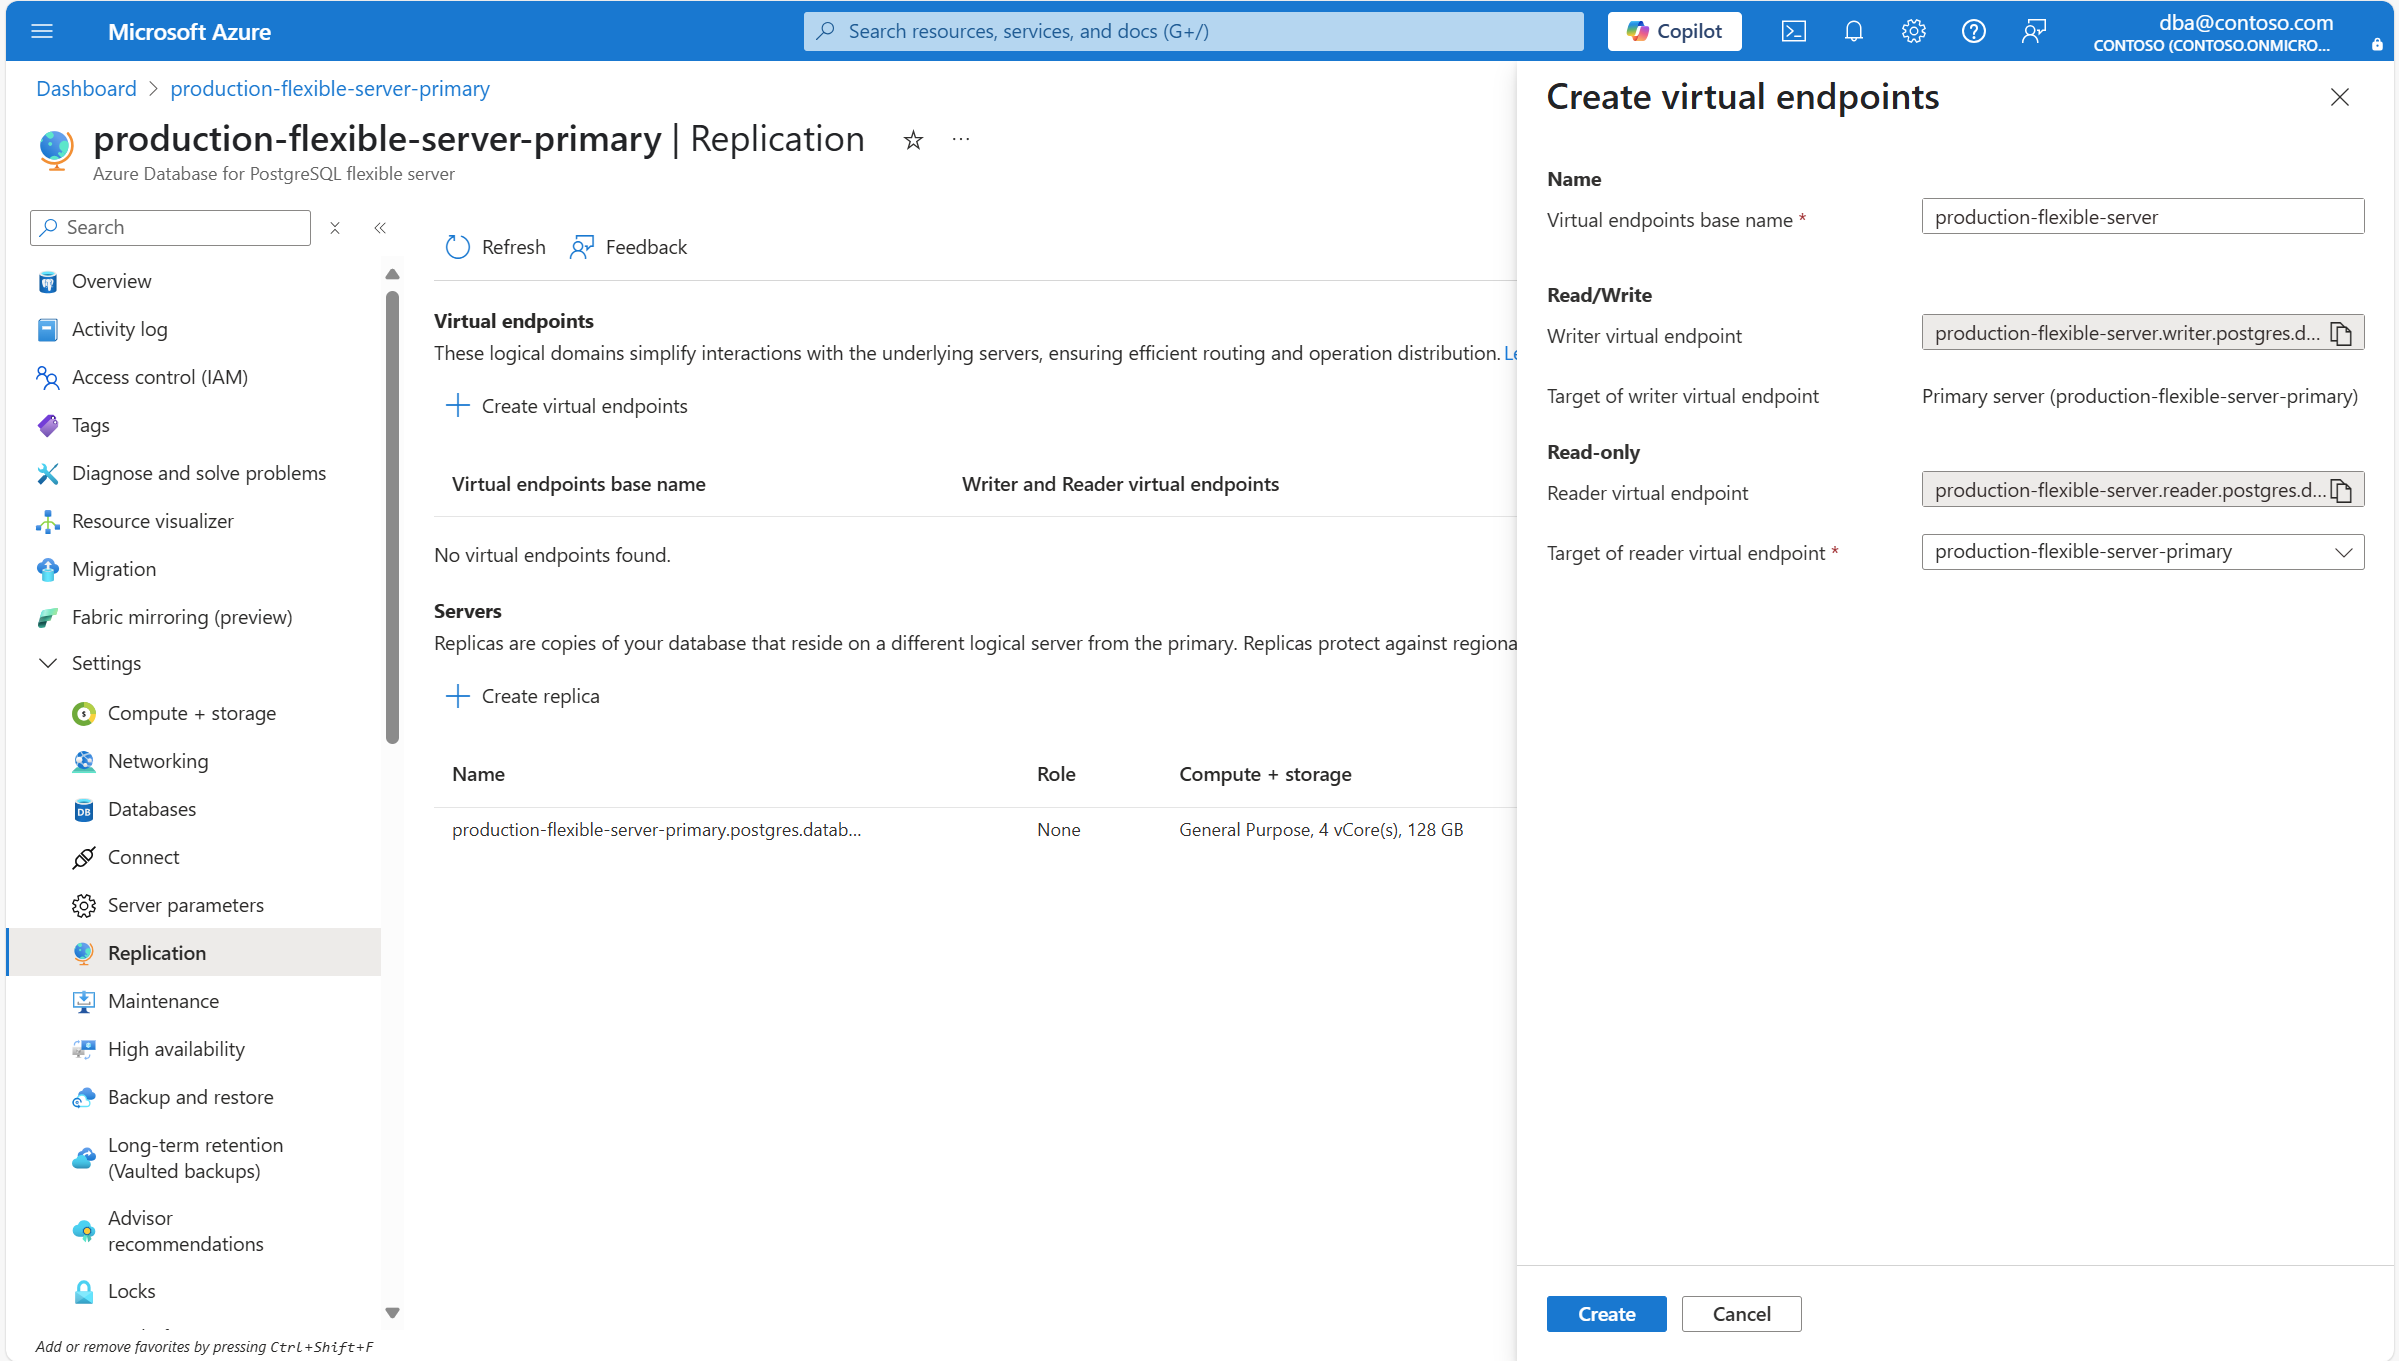 Microsoft Azure
Search resources, services, and docs (G+/)
Copilot
dba@contoso.com
CONTOSO (CONTOSO.ONMICRO...
Dashboard > production-flexible-server-primary
production-flexible-server-primary | Replication
Azure Database for PostgreSQL flexible server
Search
Overview
Activity log
Access control (IAM)
Tags
Diagnose and solve problems
Resource visualizer
Migration
Fabric mirroring (preview)
Settings
Compute + storage
Networking
Databases
Connect
Server parameters
Replication
Maintenance
High availability
Backup and restore
Long-term retention
(Vaulted backups)
Advisor
recommendations
Locks
Add or remove favorites by pressing Ctrl+Shift+F
Refresh
Feedback
Virtual endpoints
These logical domains simplify interactions with the underlying servers, ensuring efficient routing and operation distribution.
Create virtual endpoints
Virtual endpoints base name Writer and Reader virtual endpoints
No virtual endpoints found.
Servers
Replicas are copies of your database that reside on a different logical server from the primary. Replicas protect against regiona
Create replica
Name Role Compute + storage
production-flexible-server-primary.postgres.datab... None General Purpose, 4 vCore(s), 128 GB
Create virtual endpoints
Name
Virtual endpoints base name * production-flexible-server
Read/Write
Writer virtual endpoint production-flexible-server.writer.postgres.d...
Target of writer virtual endpoint Primary server (production-flexible-server-primary)
Read-only
Reader virtual endpoint production-flexible-server.reader.postgres.d...
Target of reader virtual endpoint * production-flexible-server-primary
Create
Cancel